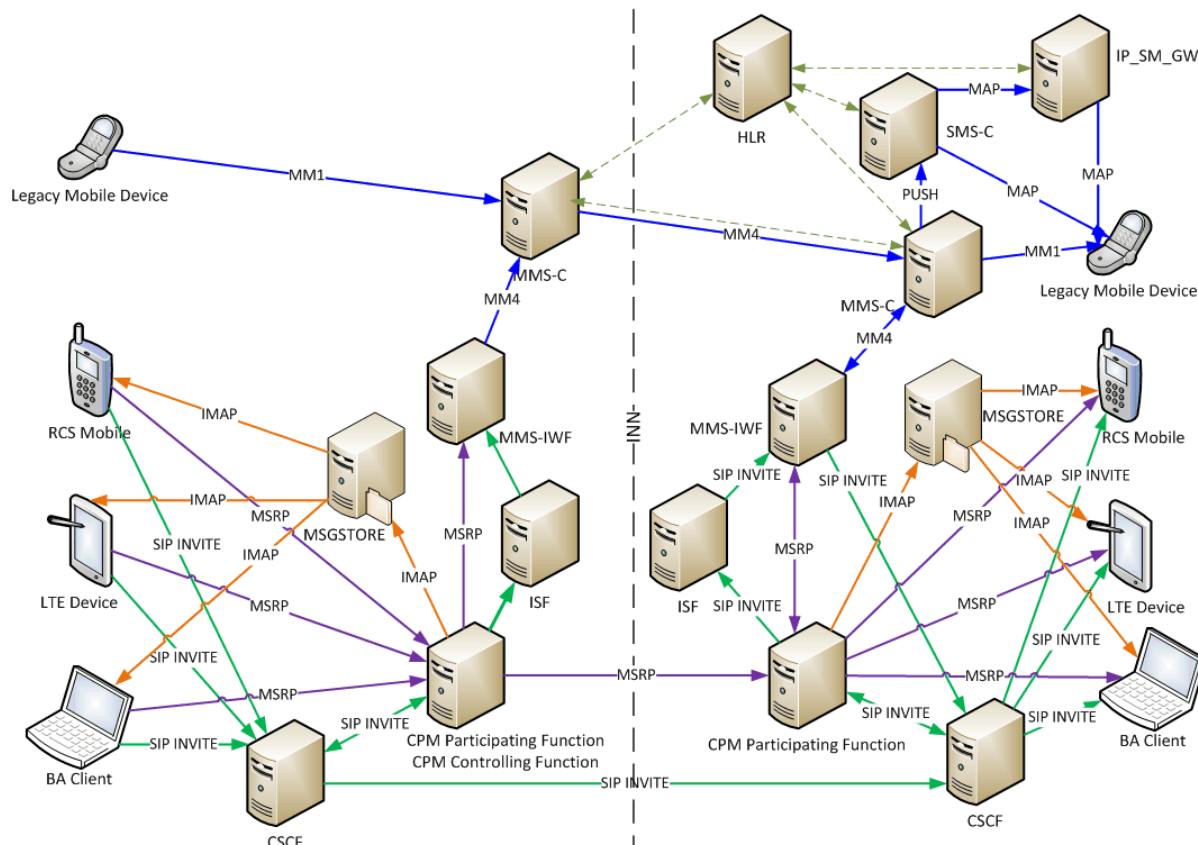 IP_SM_GW
MAP
HLR
SMS-C
Legacy Mobile Device
MM1
PUSH
MAP
MAP
MMS-C
MM4
MM1
MMS-C
Legacy Mobile Device
MM4
MM4
RCS Mobile
IMAP
MMS-IWF
NNI
MMS-IWF
MSGSTORE
IMAP
RCS Mobile
SIP INVITE
SIP INVITE
SIP INVITE
IMAP
MSRP
MSGSTORE
IMAP
IMAP
SIP INVITE
IMAP
MSRP
MSRP
MSRP
LTE Device
IMAP
ISF
ISF
SIP INVITE
MSRP
LTE Device
MSRP
SIP INVITE
SIP INVITE
MSRP
MSRP
MSRP
BA Client
SIP INVITE
SIP INVITE
CPM Participating Function
CPM Controlling Function
CPM Participating Function
SIP INVITE
SIP INVITE
BA Client
SIP INVITE
CSCF
CSCF